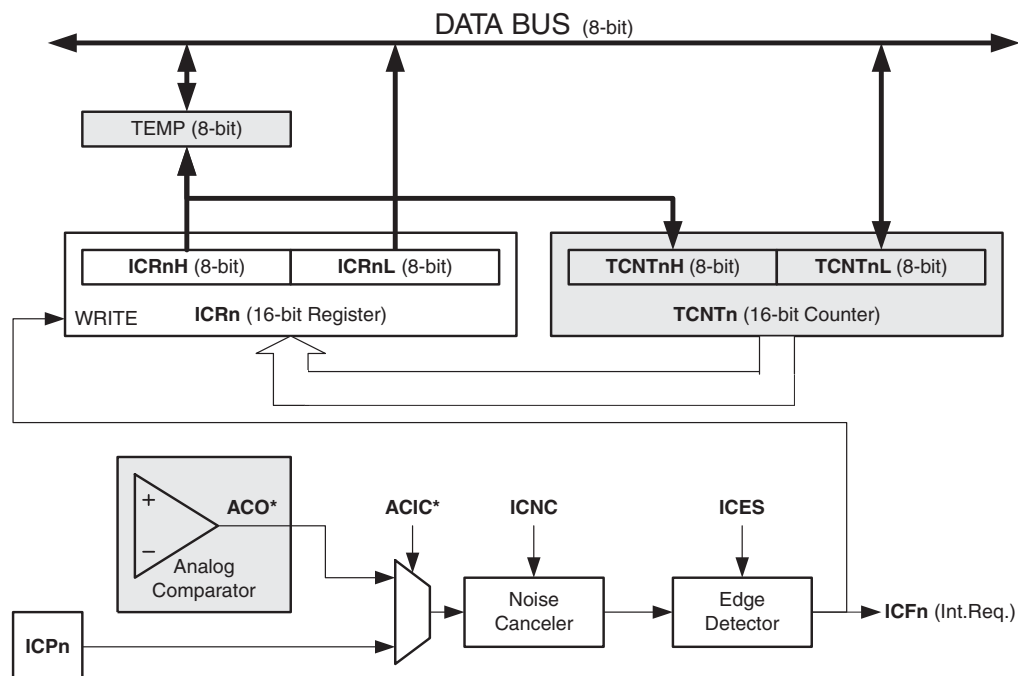 DATA BUS (8-bit)
TEMP (8-bit)
ICRnH (8-bit)
ICRnL (8-bit)
TCNTnH (8-bit)
TCNTnL (8-bit)
WRITE
ICRn (16-bit Register)
TCNTn (16-bit Counter)
+
−
ACO*
Analog
Comparator
ACIC*
ICNC
ICES
Noise
Canceler
Edge
Detector
ICFn (Int.Req.)
ICPn